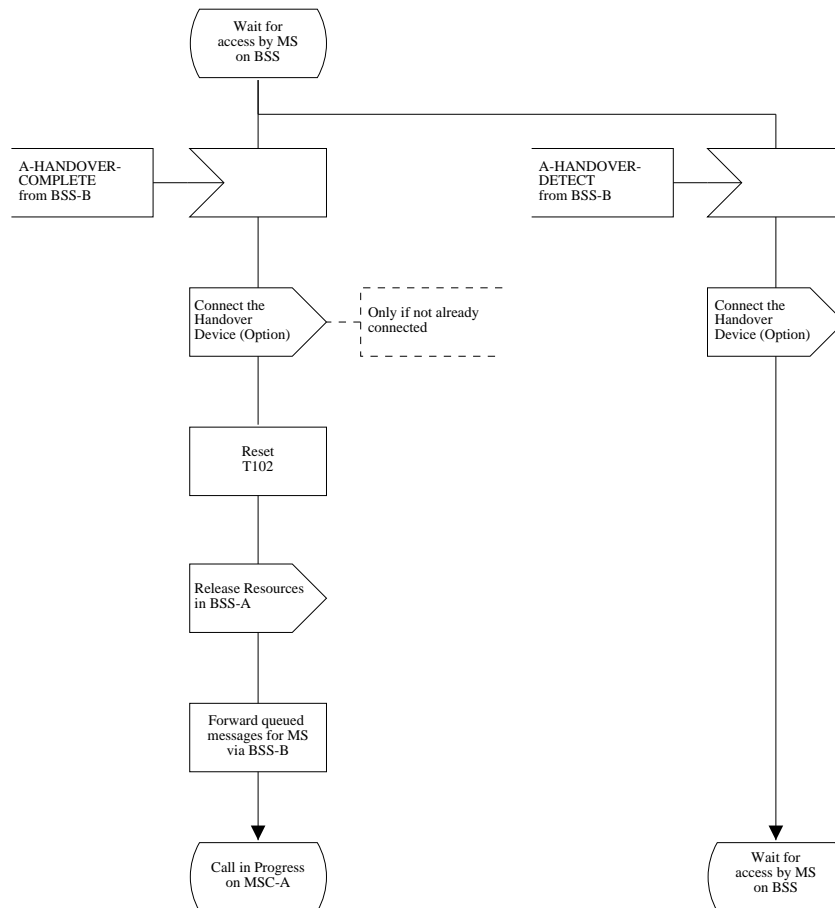 Wait for
access by MS
on BSS
A-HANDOVER-
COMPLETE
from BSS-B
A-HANDOVER-
DETECT
from BSS-B
Connect the
Handover
Device (Option)
Only if not already
connected
Connect the
Handover
Device (Option)
Reset
T102
Release Resources
in BSS-A
Forward queued
messages for MS
via BSS-B
Call in Progress
on MSC-A
Wait for
access by MS
on BSS